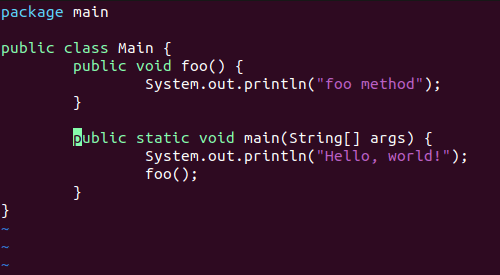 package main

public class Main {
        public void foo() {
                System.out.println("foo method");
        }

        public static void main(String[] args) {
                System.out.println("Hello, world!");
                foo();
        }
}
~
~
~